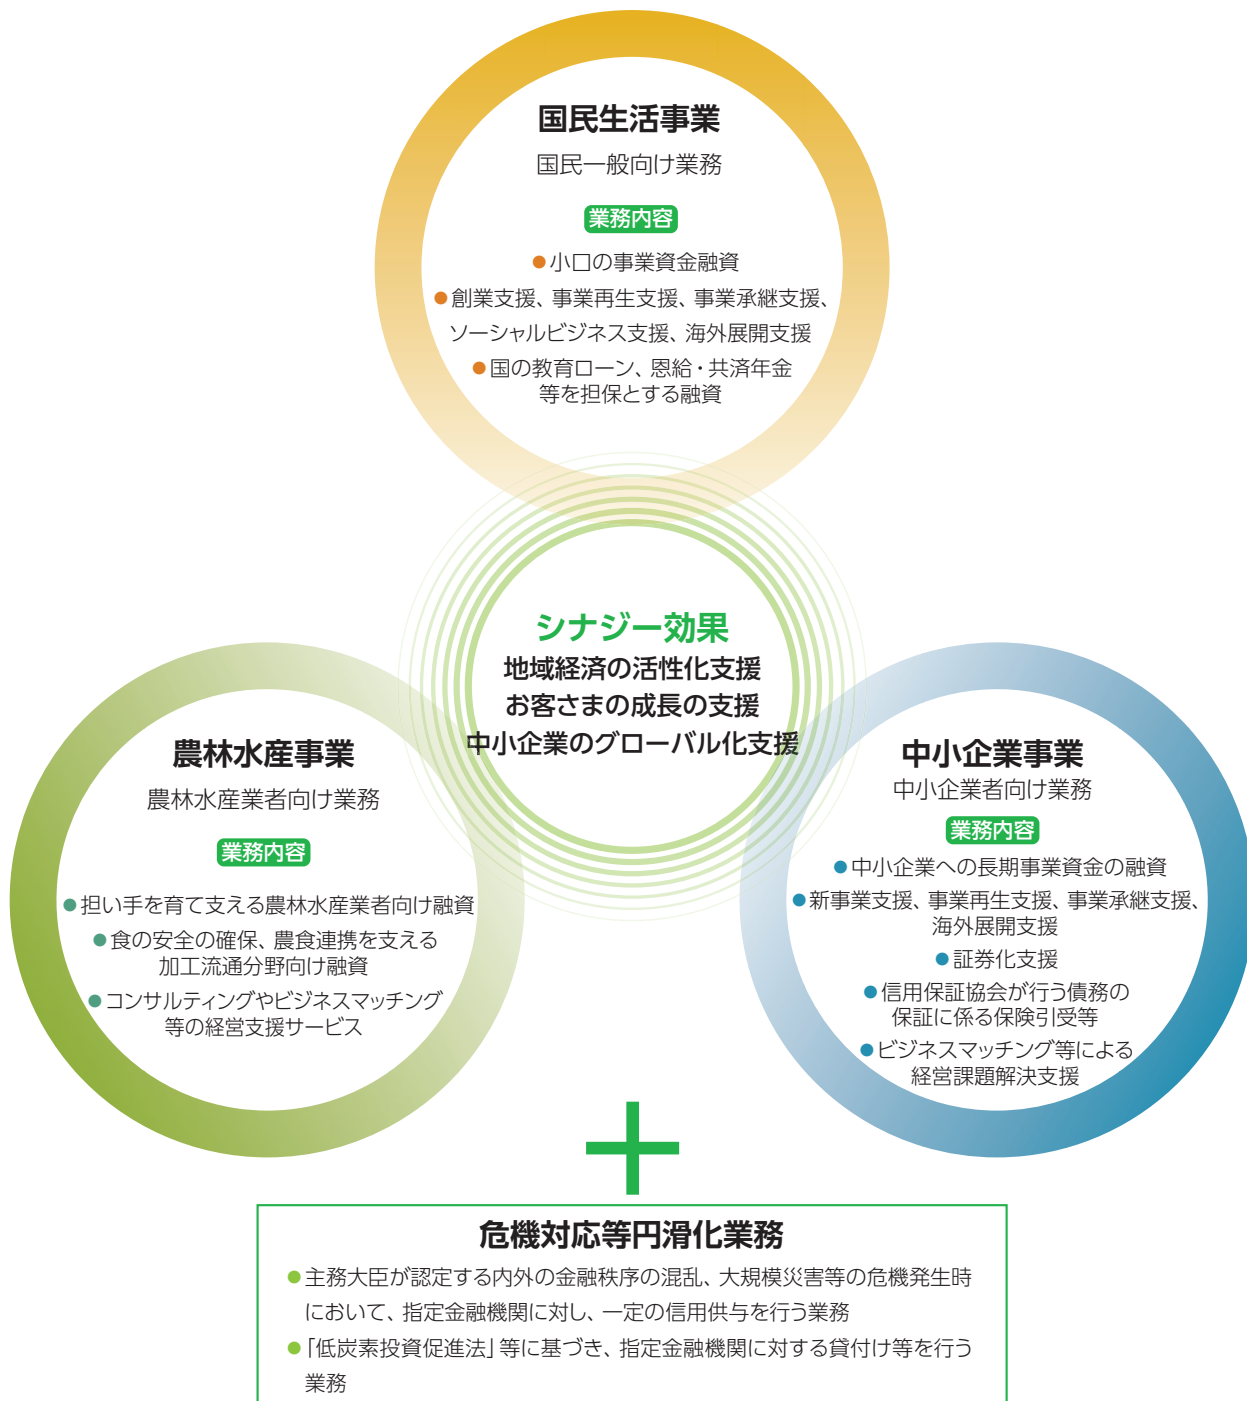 国民生活事業
国民一般向け業務
業務内容
●小口の事業資金融資
●創業支援、事業再生支援、事業承継支援、
ソーシャルビジネス支援、海外展開支援
●国の教育ローン、恩給・共済年金
等を担保とする融資
シナジー効果
地域経済の活性化支援
お客さまの成長の支援
中小企業のグローバル化支援
農林水産事業
農林水産業者向け業務
業務内容
●担い手を育て支える農林水産業者向け融資
●食の安全の確保、農食連携を支える
加工流通分野向け融資
●コンサルティングやビジネスマッチング
等の経営支援サービス
中小企業事業
中小企業者向け業務
業務内容
●中小企業への長期事業資金の融資
●新事業支援、事業再生支援、事業承継支援、
海外展開支援
●証券化支援
●信用保証協会が行う債務の
保証に係る保険引受等
●ビジネスマッチング等による
経営課題解決支援
危機対応等円滑化業務
●主務大臣が認定する内外の金融秩序の混乱、大規模災害等の危機発生時
において、指定金融機関に対し、一定の信用供与を行う業務
●「低炭素投資促進法」等に基づき、指定金融機関に対する貸付け等を行う
業務